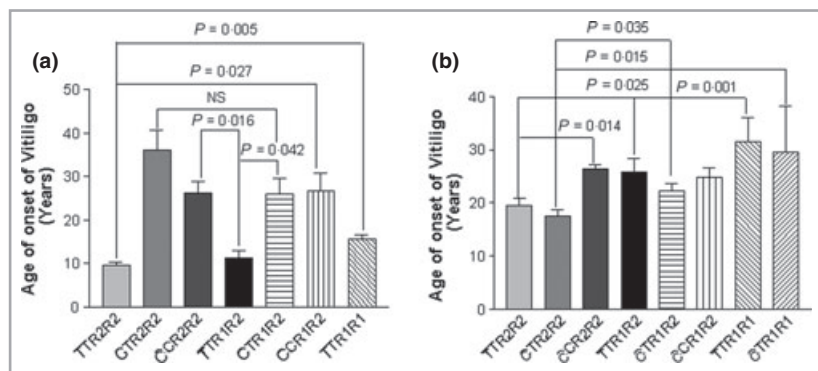 (a)
P = 0·005
P = 0·027
NS
P = 0·016
P = 0·042
Age of onset of Vitiligo
(Years)
50
40
30
20
10
0
TTR2R2
CTR2R2
CCR2R2
TTR1R2
CTR1R2
CCR1R2
TTR1R1
(b)
P = 0·035
P = 0·015
P = 0·025
P = 0·001
P = 0·014
Age of onset of Vitiligo
(Years)
40
30
20
10
0
TTR2R2
CTR2R2
CCR2R2
TTR1R2
CTR1R2
CCR1R2
TTR1R1
CTR1R1